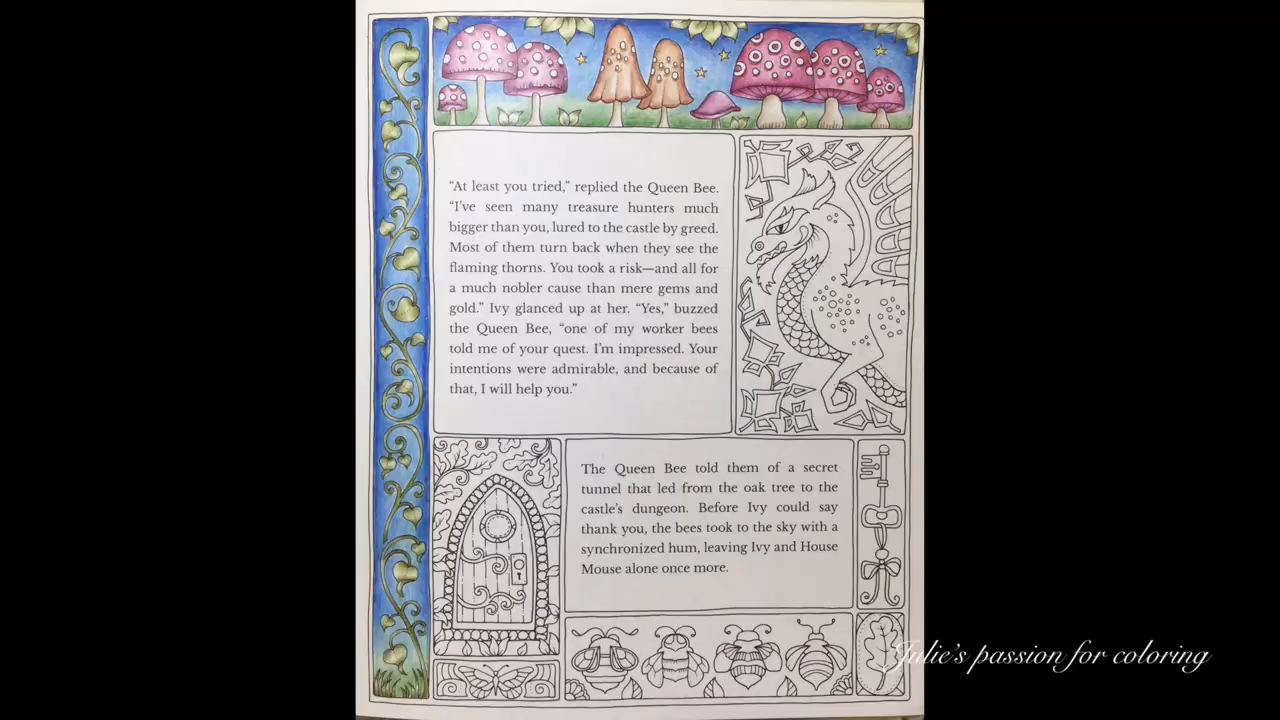 “At least you tried,” replied the Queen Bee.
“I’ve seen many treasure hunters much
bigger than you, lured to the castle by greed.
Most of them turn back when they see the
flaming thorns. You took a risk—and all for
a much nobler cause than mere gems and
gold.” Ivy glanced up at her. “Yes,” buzzed
the Queen Bee, “one of my worker bees
told me of your quest. I’m impressed. Your
intentions were admirable, and because of
that, I will help you.”
The Queen Bee told them of a secret
tunnel that led from the oak tree to the
castle’s dungeon. Before Ivy could say
thank you, the bees took to the sky with a
synchronized hum, leaving Ivy and House
Mouse alone once more.
Julie’s passion for coloring